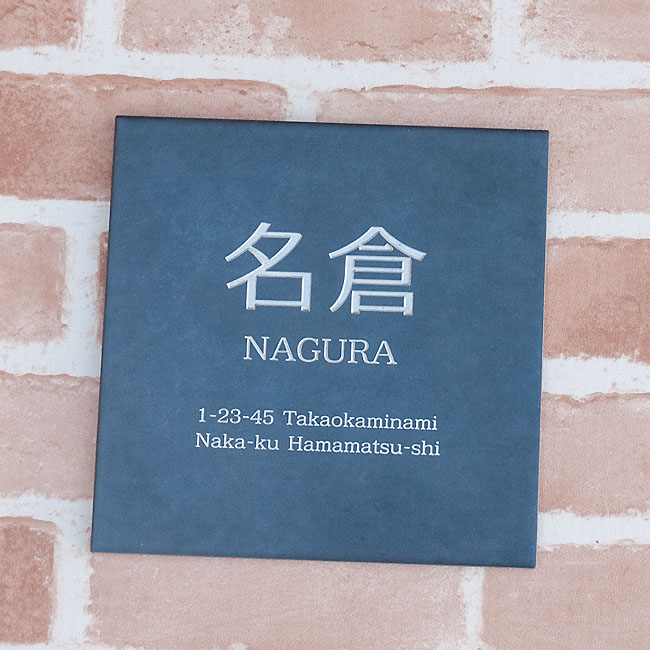 名倉
NAGURA
1-23-45 Takaokaminami
Naka-ku Hamamatsu-shi